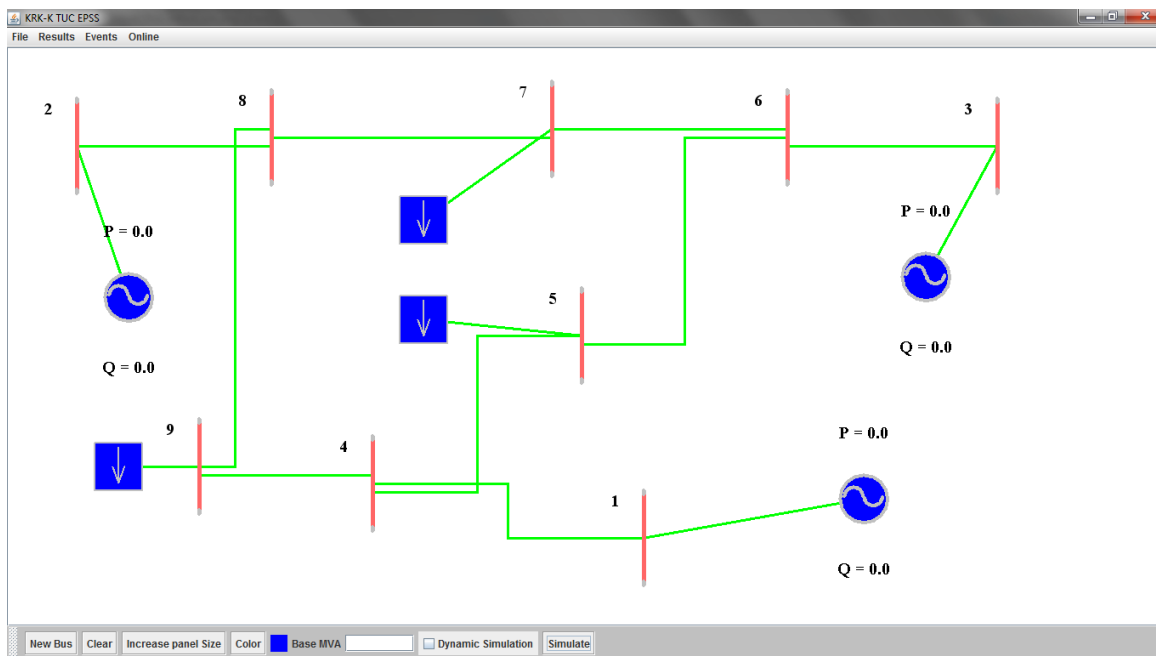 KRK-K TUC EPSS
File Results Events Online
2
8
7
6
3
P = 0.0
P = 0.0
5
Q = 0.0
Q = 0.0
9
4
P = 0.0
1
Q = 0.0
New Bus Clear Increase panel Size Color Base MVA Dynamic Simulation Simulate